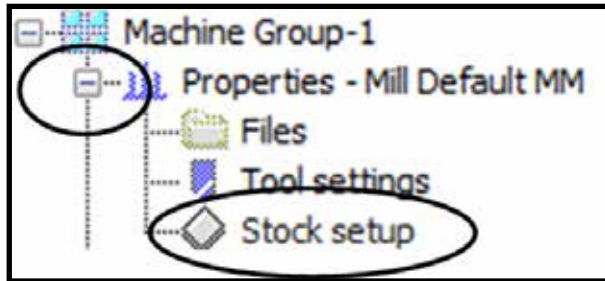 Machine Group-1
Properties - Mill Default MM
Files
Tool settings
Stock setup